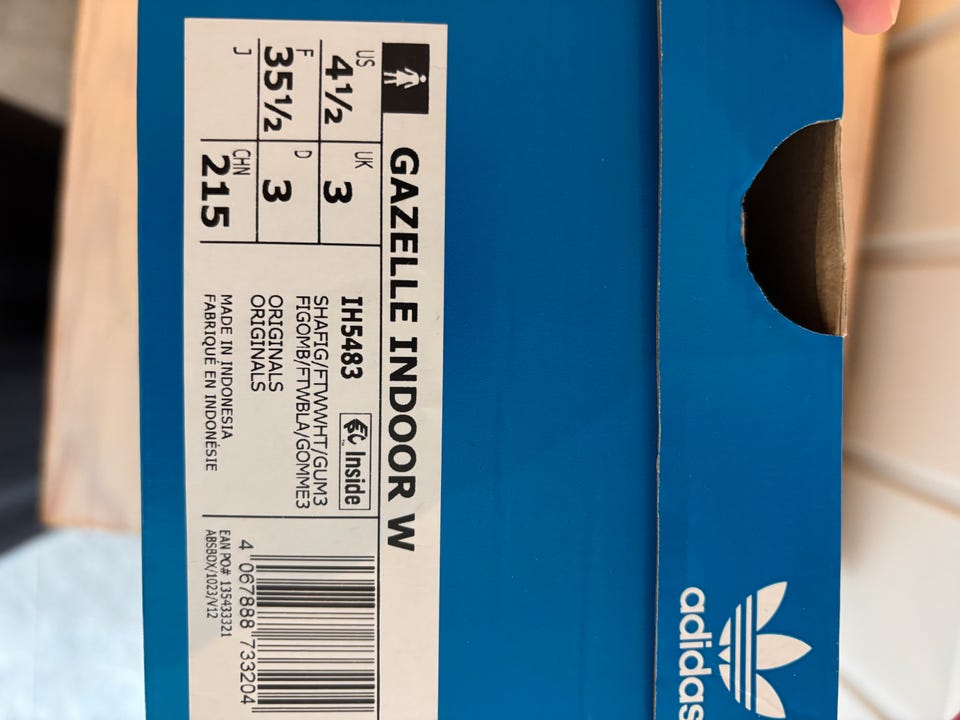 GAZELLE INDOOR W
US
4½
UK
3
F
35½
D
3
J
CHN
215
IH5483
Inside
SHAFIG/FTWWHT/GUM3
FIGOMB/FTWBLA/GOMME3
ORIGINALS
ORIGINALS
MADE IN INDONESIA
FABRIQUÉ EN INDONÉSIE
4 067888 733204
EAN PO# 135433321
ABSBOX/1023/V12
adidas